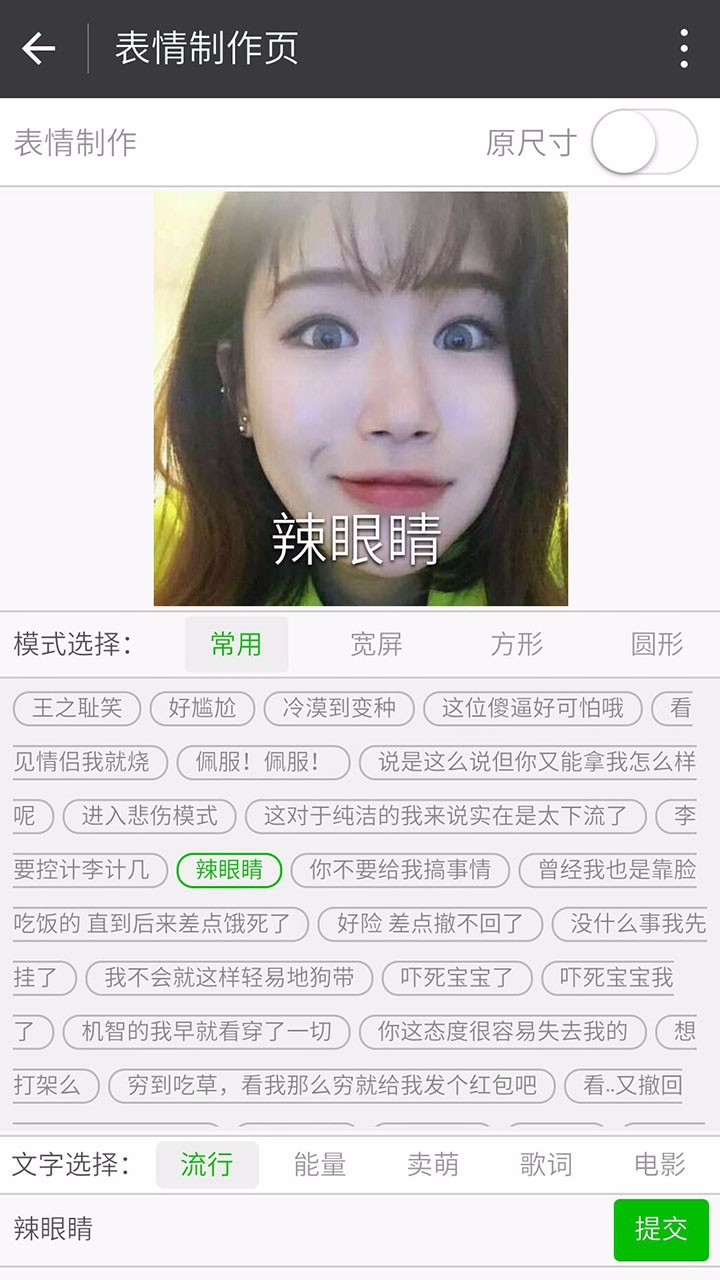 表情制作页
表情制作 原尺寸
辣眼睛
模式选择： 常用 宽屏 方形 圆形
王之耻笑 好尴尬 冷漠到变种 这位傻逼好可怕哦 看
见情侣我就烧 佩服！佩服！ 说是这么说但你又能拿我怎么样
呢 进入悲伤模式 这对于纯洁的我来说实在是太下流了 李
要控计李计几 辣眼睛 你不要给我搞事情 曾经我也是靠脸
吃饭的 直到后来差点饿死了 好险 差点撤不回了 没什么事我先
挂了 我不会就这样轻易地狗带 吓死宝宝了 吓死宝宝我
了 机智的我早就看穿了一切 你这态度很容易失去我的 想
打架么 穷到吃草，看我那么穷就给我发个红包吧 看..又撤回
文字选择： 流行 能量 卖萌 歌词 电影
辣眼睛 提交